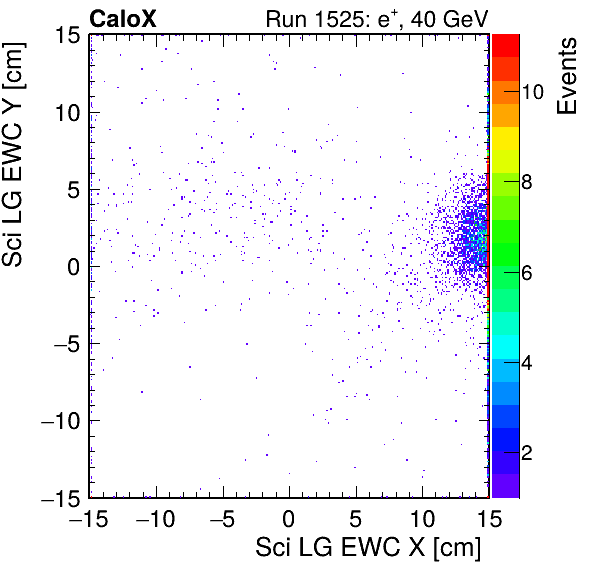 CaloX Run 1525: e+, 40 GeV
Sci LG EWC Y [cm]
Events
15
10
5
0
−5
−10
−15
10
8
6
4
2
−15 −10 −5 0 5 10 15
Sci LG EWC X [cm]